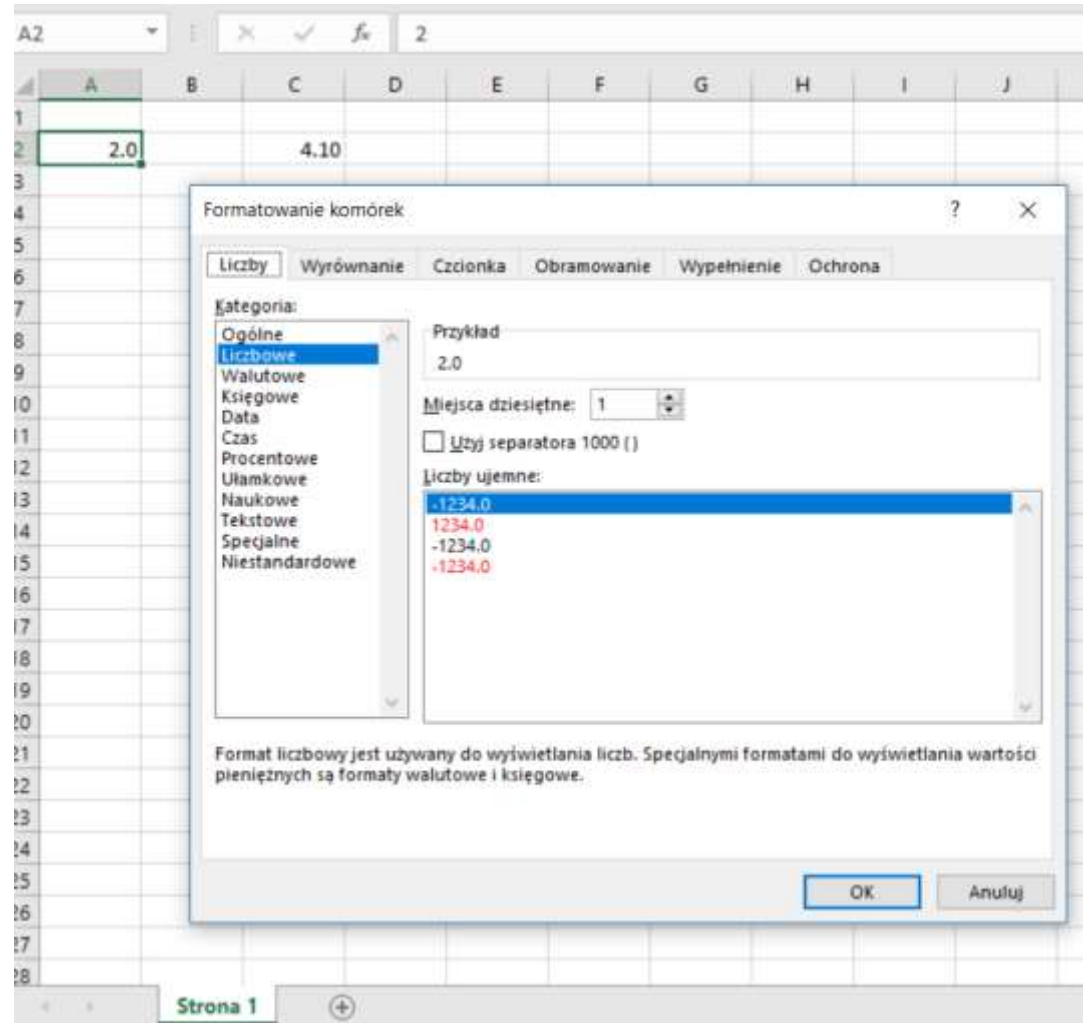 A2 fx 2
A B C D E F G H I J
1
2 2.0 4.10
3
4
5
6
7
8
9
10
11
12
13
14
15
16
17
18
19
20
21
22
23
24
25
26
27
28
Formatowanie komórek ? ×
Liczby Wyrównanie Czcionka Obramowanie Wypełnienie Ochrona
Kategoria:
Ogólne
Liczbowe
Walutowe
Księgowe
Data
Czas
Procentowe
Ułamkowe
Naukowe
Tekstowe
Specjalne
Niestandardowe
Przykład
2.0
Miejsca dziesiętne: 1
Użyj separatora 1000 ( )
Liczby ujemne:
-1234.0
1234.0
-1234.0
-1234.0
Format liczbowy jest używany do wyświetlania liczb. Specjalnymi formatami do wyświetlania wartości
pieniężnych są formaty walutowe i księgowe.
OK Anuluj
Strona 1